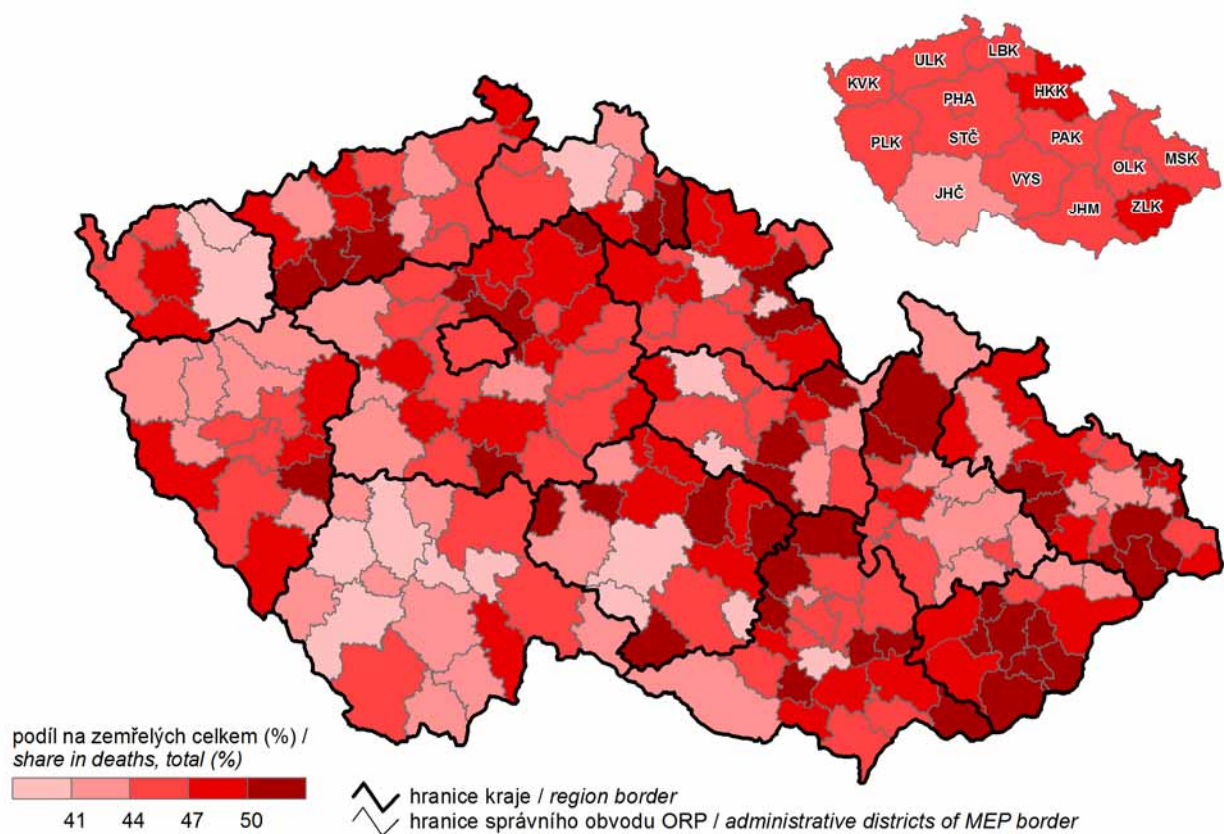 LBK
ULK
KVK
HKK
PHA
PLK
STČ
PAK
MSK
OLK
VYS
JHČ
JHM
ZLK
podíl na zemřelých celkem (%) /
share in deaths, total (%)
41 44 47 50
hranice kraje / region border
hranice správního obvodu ORP / administrative districts of MEP border